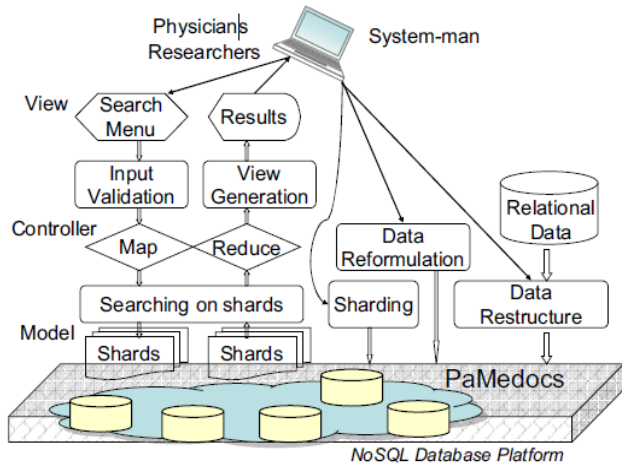 Physicians
Researchers
System-man
View
Search
Menu
Results
Input
Validation
View
Generation
Relational
Data
Controller
Map
Reduce
Data
Reformulation
Searching on shards
Sharding
Data
Restructure
Model
Shards
Shards
PaMedocs
NoSQL Database Platform